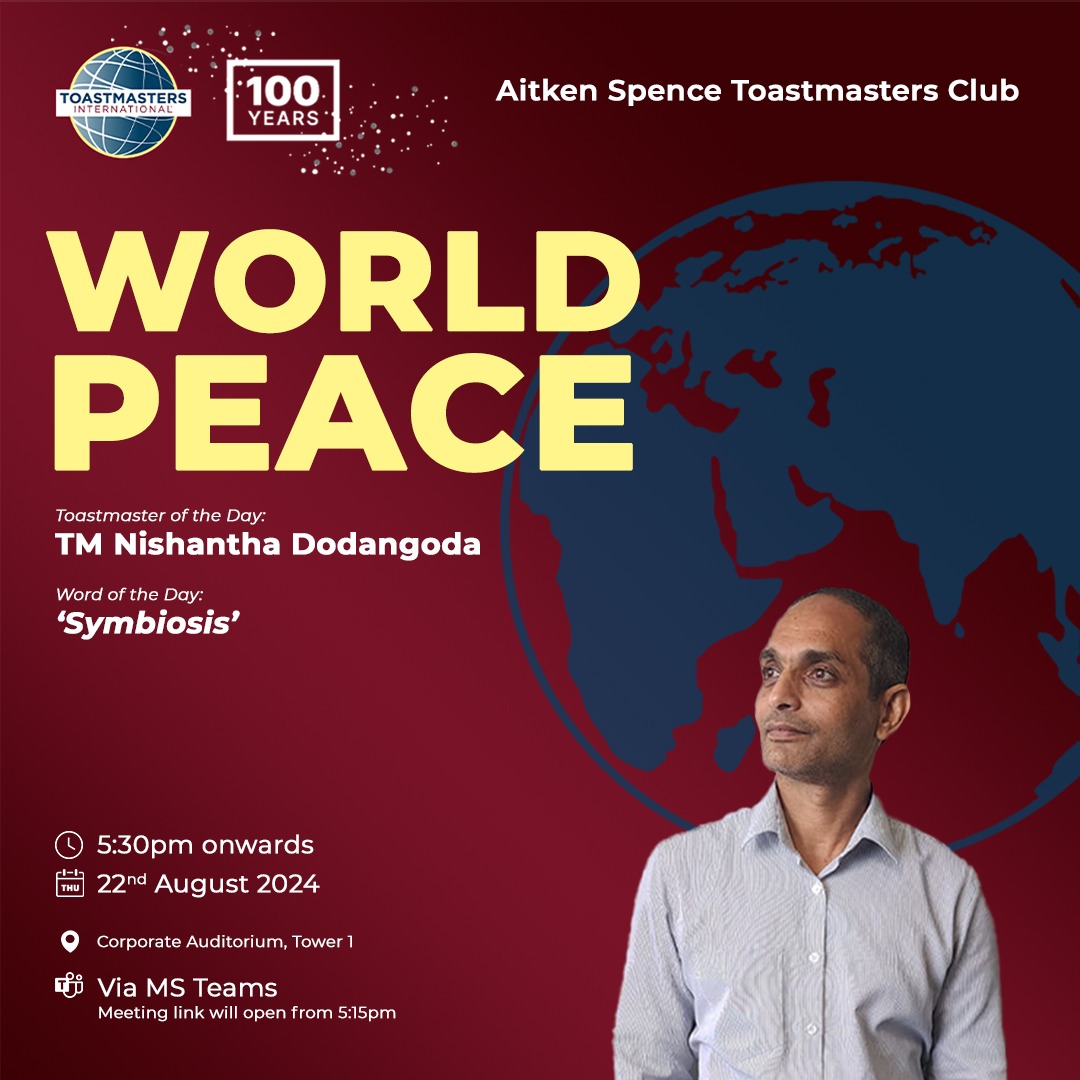 TOASTMASTERS
INTERNATIONAL
100
YEARS
Aitken Spence Toastmasters Club
WORLD
PEACE
Toastmaster of the Day:
TM Nishantha Dodangoda
Word of the Day:
‘Symbiosis’
5:30pm onwards
THU
22nd August 2024
Corporate Auditorium, Tower 1
T
Via MS Teams
Meeting link will open from 5:15pm